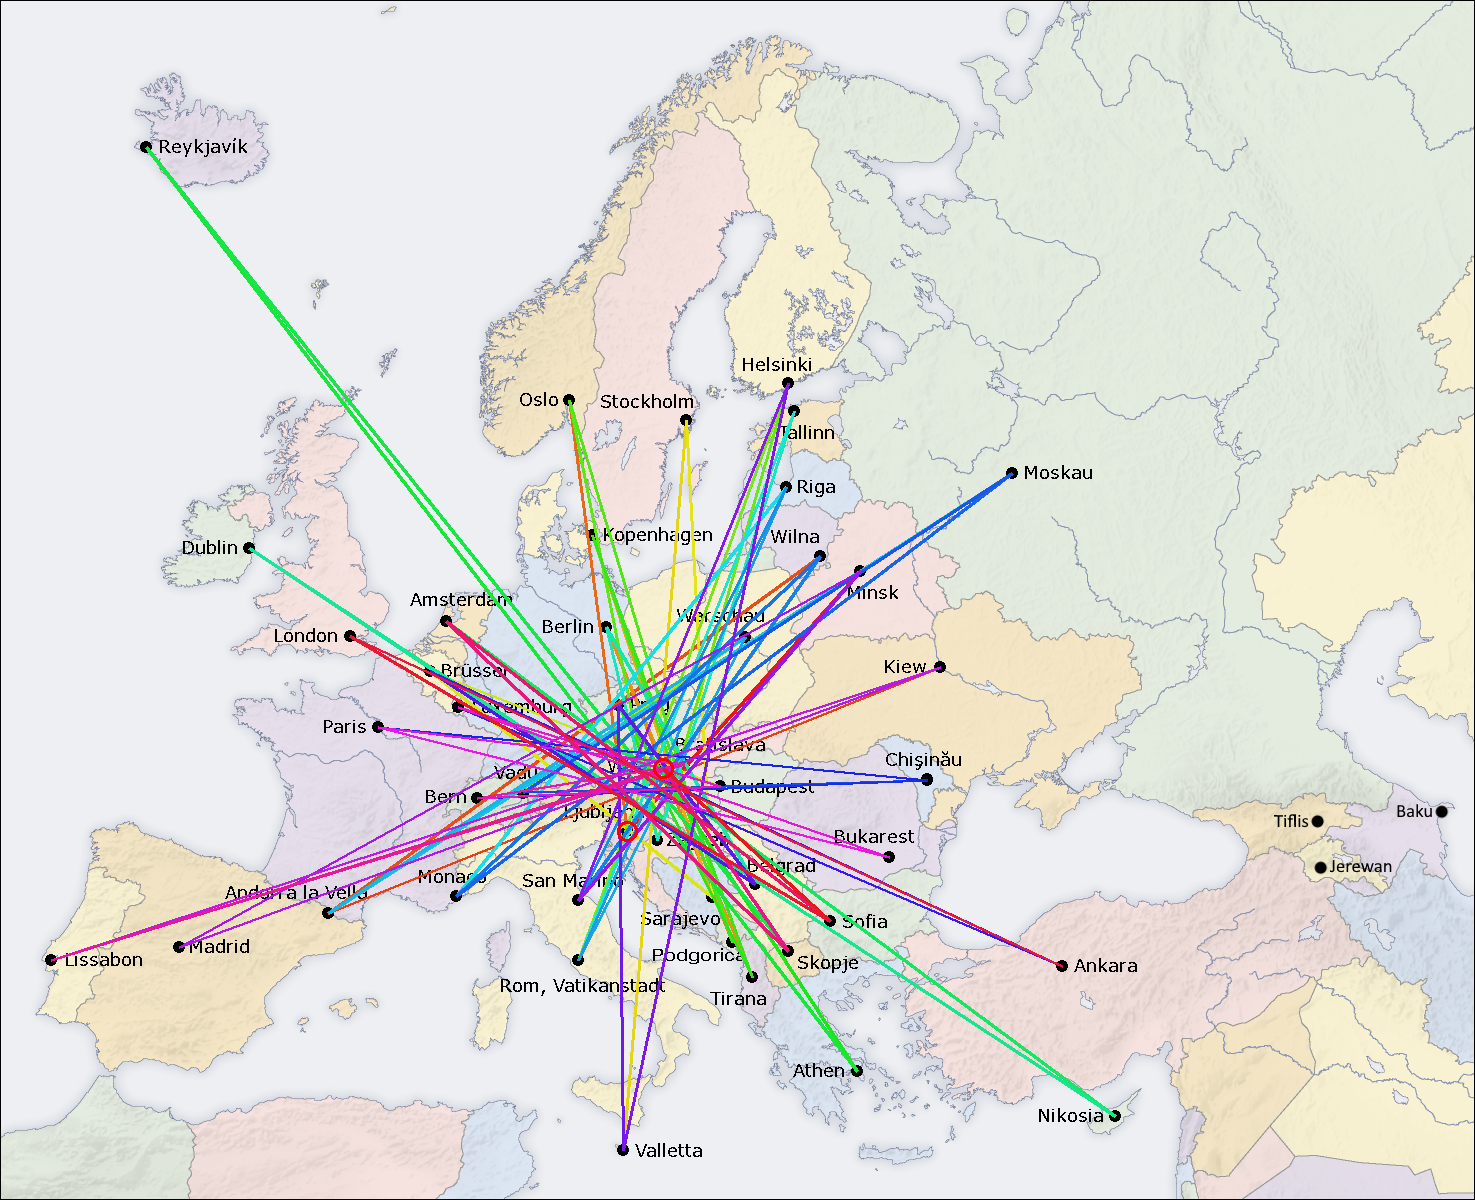 Reykjavík
Helsinki
Oslo
Stockholm
Tallinn
Moskau
Riga
Kopenhagen
Wilna
Dublin
Minsk
Amsterdam
Warschau
Berlin
London
Kiew
Brüssel
Luxemburg
Prag
Paris
Bratislava
Chişinău
Vaduz
Budapest
Bern
Ljubljana
Baku
Tiflis
Bukarest
Zagreb
Jerewan
Belgrad
Monaco
San Marino
Andorra la Vella
Sarajevo
Sofia
Madrid
Podgorica
Lissabon
Skopje
Ankara
Rom, Vatikanstadt
Tirana
Athen
Nikosia
Valletta